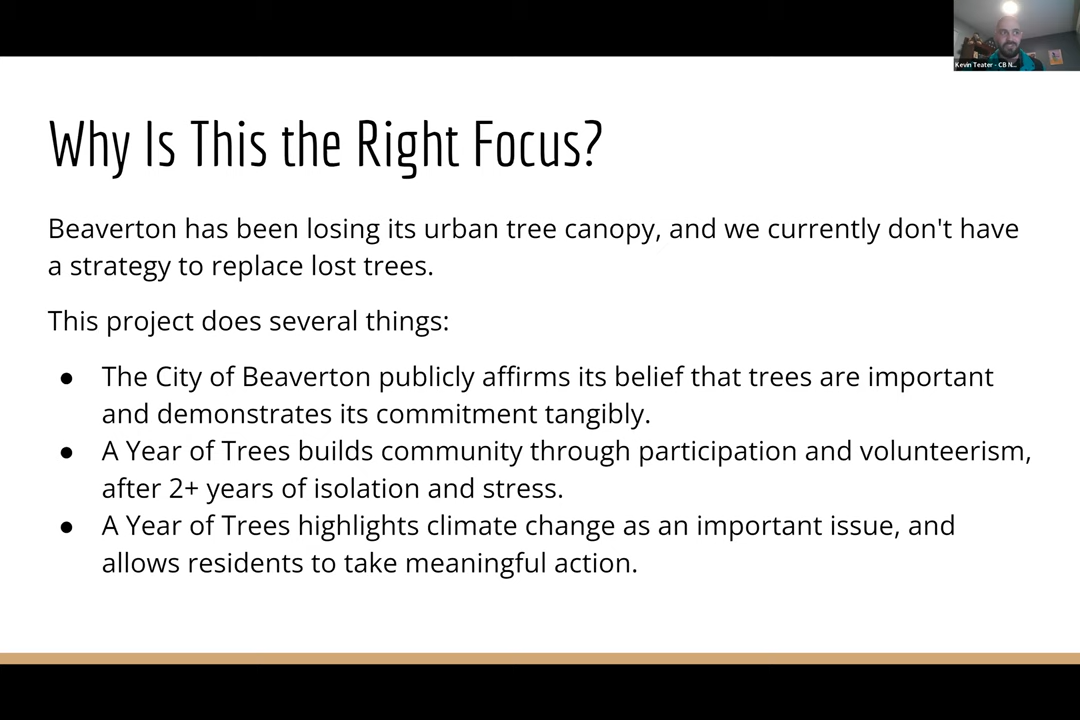 Kevin Teater - CB N...
Why Is This the Right Focus?
Beaverton has been losing its urban tree canopy, and we currently don't have
a strategy to replace lost trees.
This project does several things:
● The City of Beaverton publicly affirms its belief that trees are important
and demonstrates its commitment tangibly.
● A Year of Trees builds community through participation and volunteerism,
after 2+ years of isolation and stress.
● A Year of Trees highlights climate change as an important issue, and
allows residents to take meaningful action.